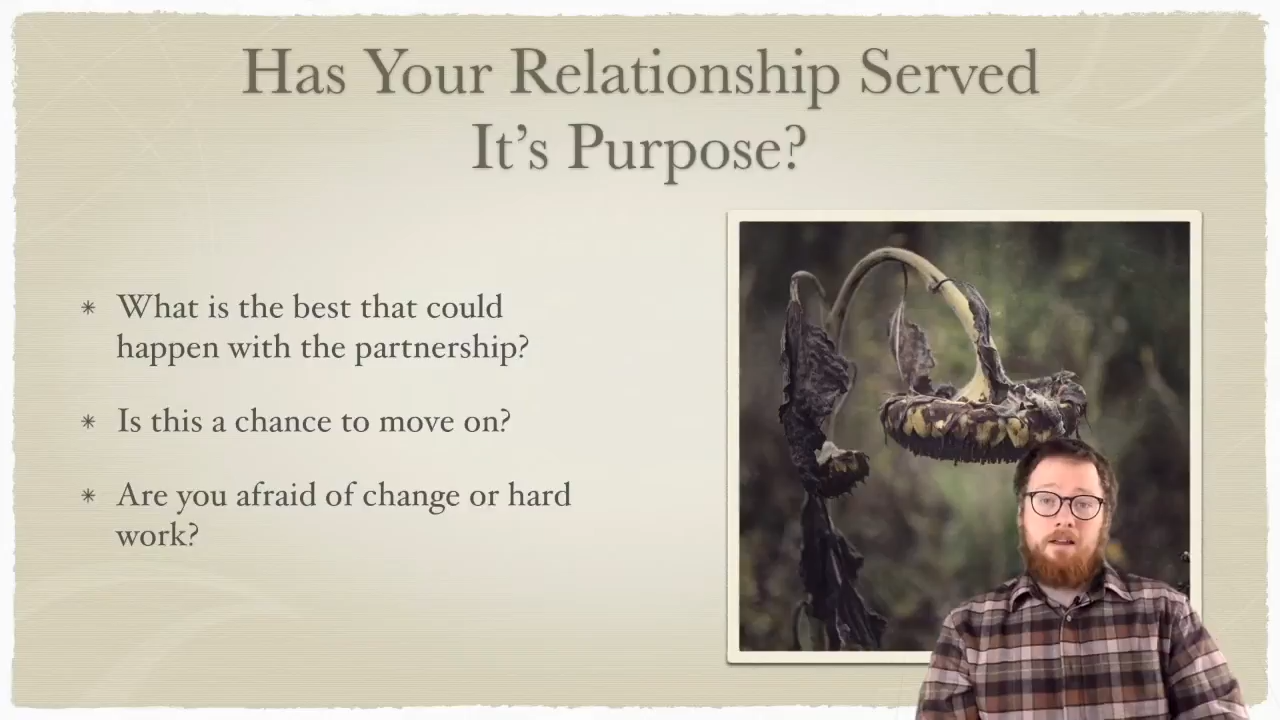 Has Your Relationship Served
It's Purpose?
What is the best that could
happen with the partnership?
Is this a chance to move on?
Are you afraid of change or hard
work?